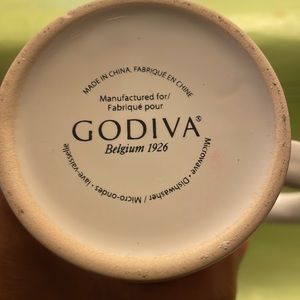 MADE IN CHINA, FABRIQUÉ EN CHINE
Manufactured for/
Fabriqué pour
GODIVA®
Belgium 1926
Microwave • Dishwasher / Micro-ondes • lave-vaisselle